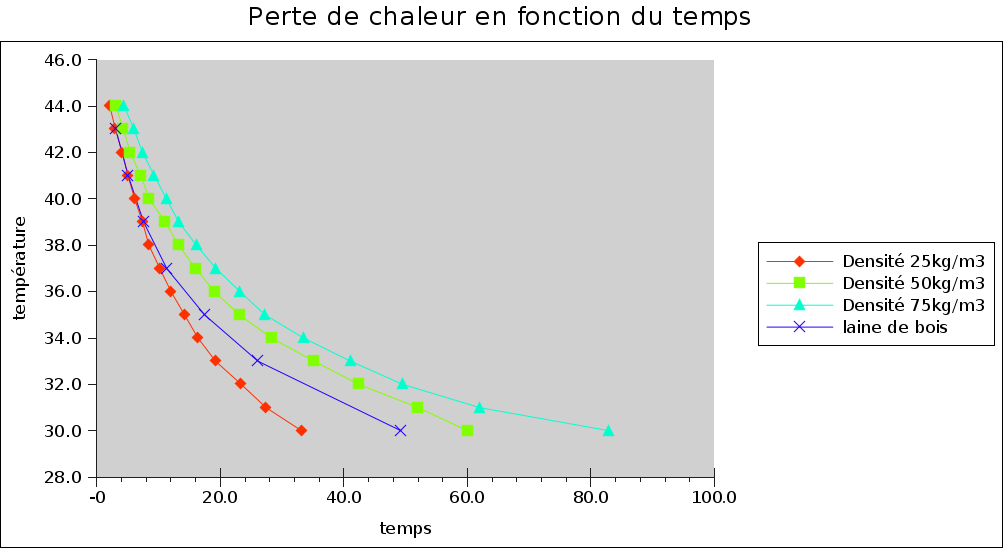 Perte de chaleur en fonction du temps
46.0
44.0
42.0
40.0
38.0
36.0
34.0
32.0
30.0
28.0
température
-0
20.0
40.0
60.0
80.0
100.0
temps
Densité 25kg/m3
Densité 50kg/m3
Densité 75kg/m3
laine de bois